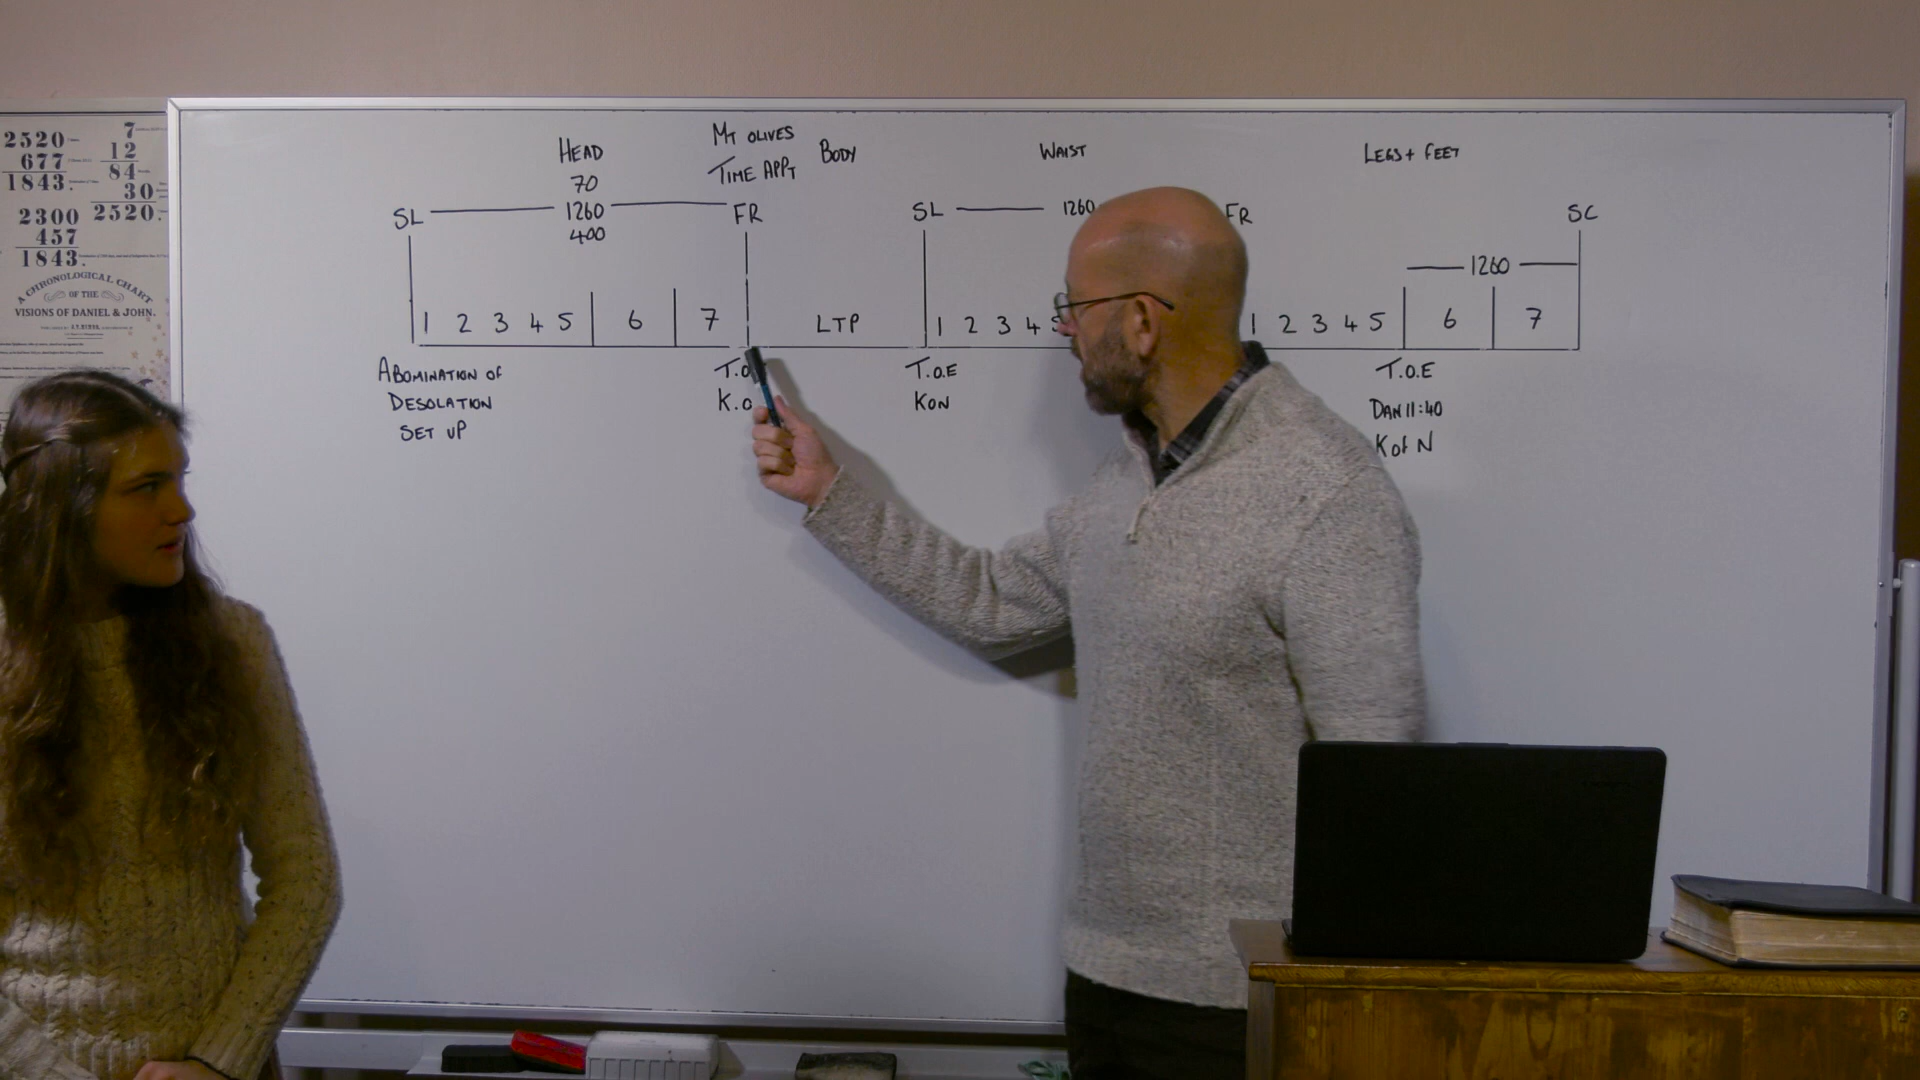 2520
677
1843.
2300
457
1843.
7
12
84
30
2520.
A CHRONOLOGICAL CHART
OF THE
VISIONS OF DANIEL & JOHN.
HEAD
70
SL 1260 FR
400
MT OLIVES
TIME APPT
BODY
WAIST
LEGS + FEET
SL 1260 FR
SC
1260
1 2 3 4 5 6 7 LTP 1 2 3 4 5 1 2 3 4 5 6 7
ABOMINATION OF
DESOLATION
SET UP
T.O
K.O
T.O.E
KON
T.O.E
DAN 11:40
K of N